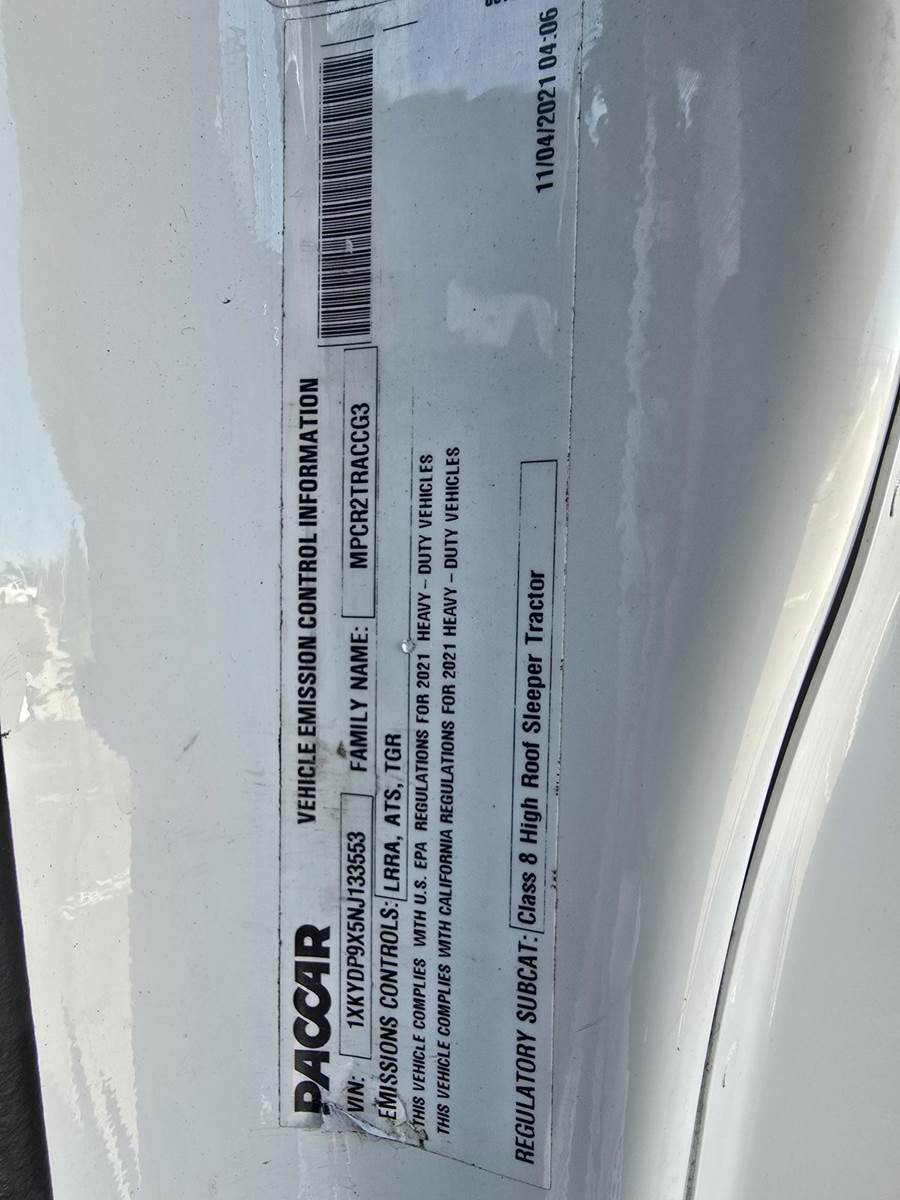 PACCAR
VEHICLE EMISSION CONTROL INFORMATION
VIN: 1XKYDP9X5NJ133553 FAMILY NAME: MPCR2TRACCG3
EMISSIONS CONTROLS: LRRA, ATS, TGR
THIS VEHICLE COMPLIES WITH U.S. EPA REGULATIONS FOR 2021 HEAVY – DUTY VEHICLES
THIS VEHICLE COMPLIES WITH CALIFORNIA REGULATIONS FOR 2021 HEAVY – DUTY VEHICLES
REGULATORY SUBCAT: Class 8 High Roof Sleeper Tractor
11/04/2021 04:06